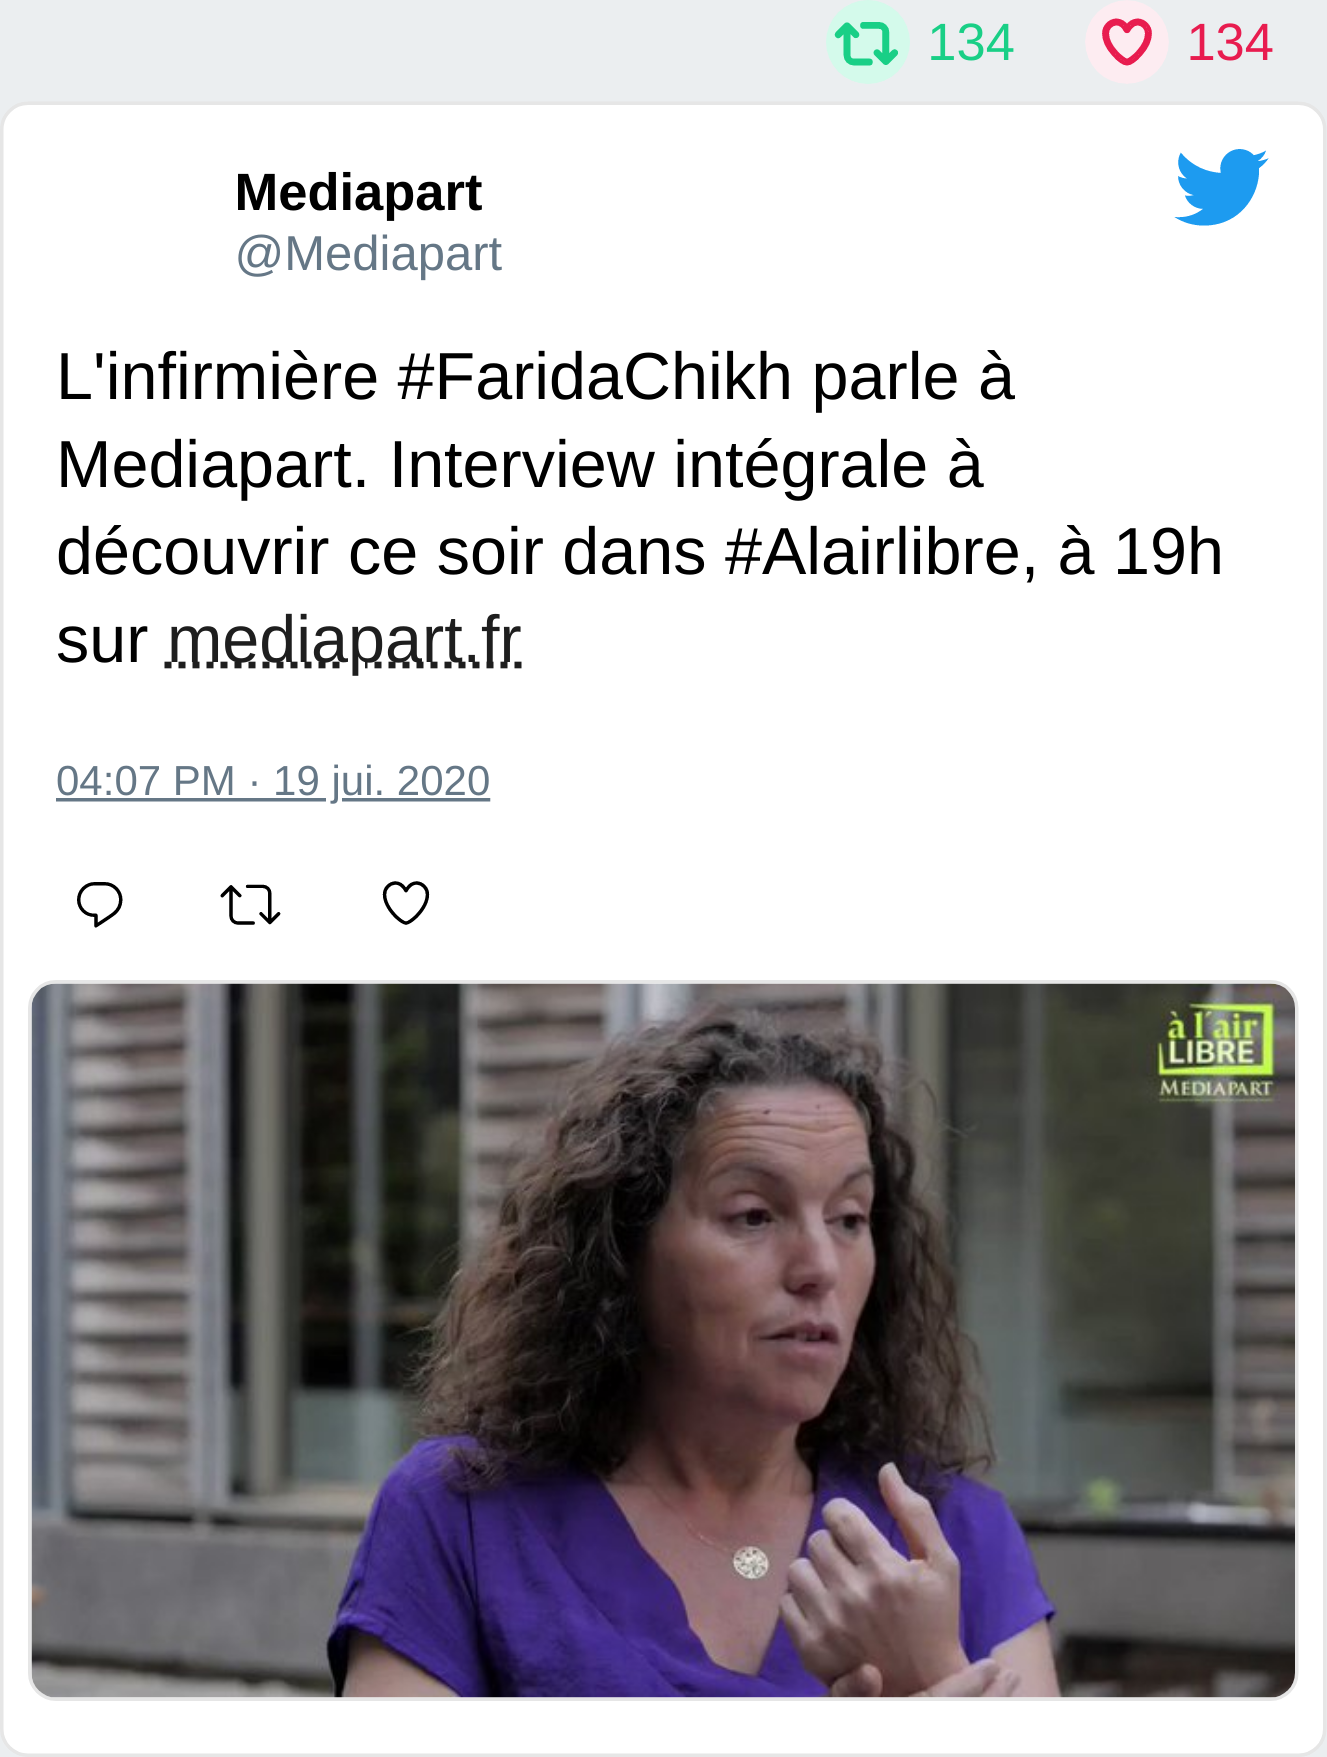 134 134
Mediapart
@Mediapart
L'infirmière #FaridaChikh parle à
Mediapart. Interview intégrale à
découvrir ce soir dans #Alairlibre, à 19h
sur mediapart.fr
04:07 PM · 19 jui. 2020
à l'air
LIBRE
MEDIAPART